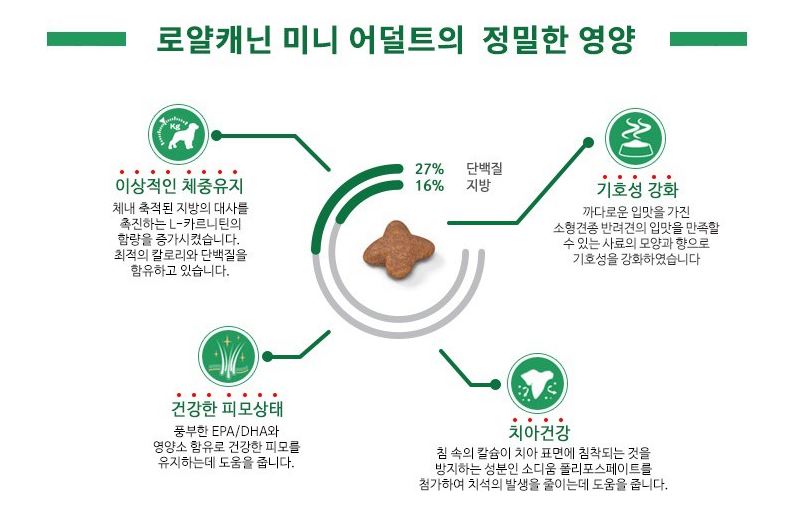 로얄캐닌 미니 어덜트의 정밀한 영양
Kg
27% 단백질
16% 지방
이상적인 체중유지
체내 축적된 지방의 대사를
촉진하는 L-카르니틴의
함량을 증가시켰습니다.
최적의 칼로리와 단백질을
함유하고 있습니다.
기호성 강화
까다로운 입맛을 가진
소형견종 반려견의 입맛을 만족할
수 있는 사료의 모양과 향으로
기호성을 강화하였습니다
건강한 피모상태
풍부한 EPA/DHA와
영양소 함유로 건강한 피모를
유지하는데 도움을 줍니다.
치아건강
침 속의 칼슘이 치아 표면에 침착되는 것을
방지하는 성분인 소디움 폴리포스페이트를
첨가하여 치석의 발생을 줄이는데 도움을 줍니다.